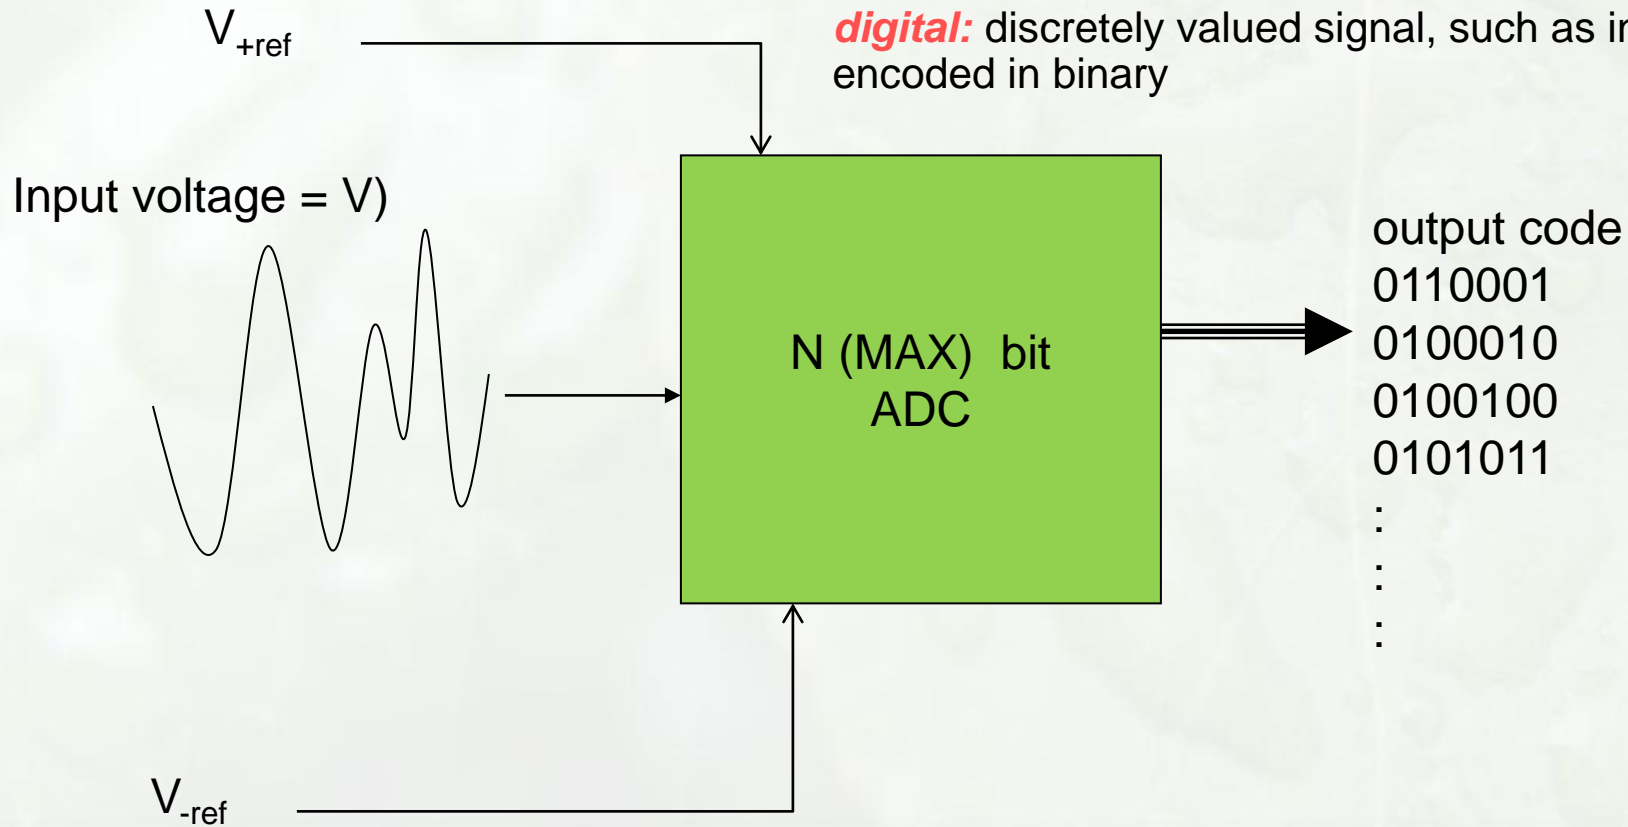 V+ref
digital: discretely valued signal, such as in
encoded in binary
Input voltage = V)
output code
0110001
0100010
0100100
0101011
:
:
:
N (MAX) bit
ADC
V-ref